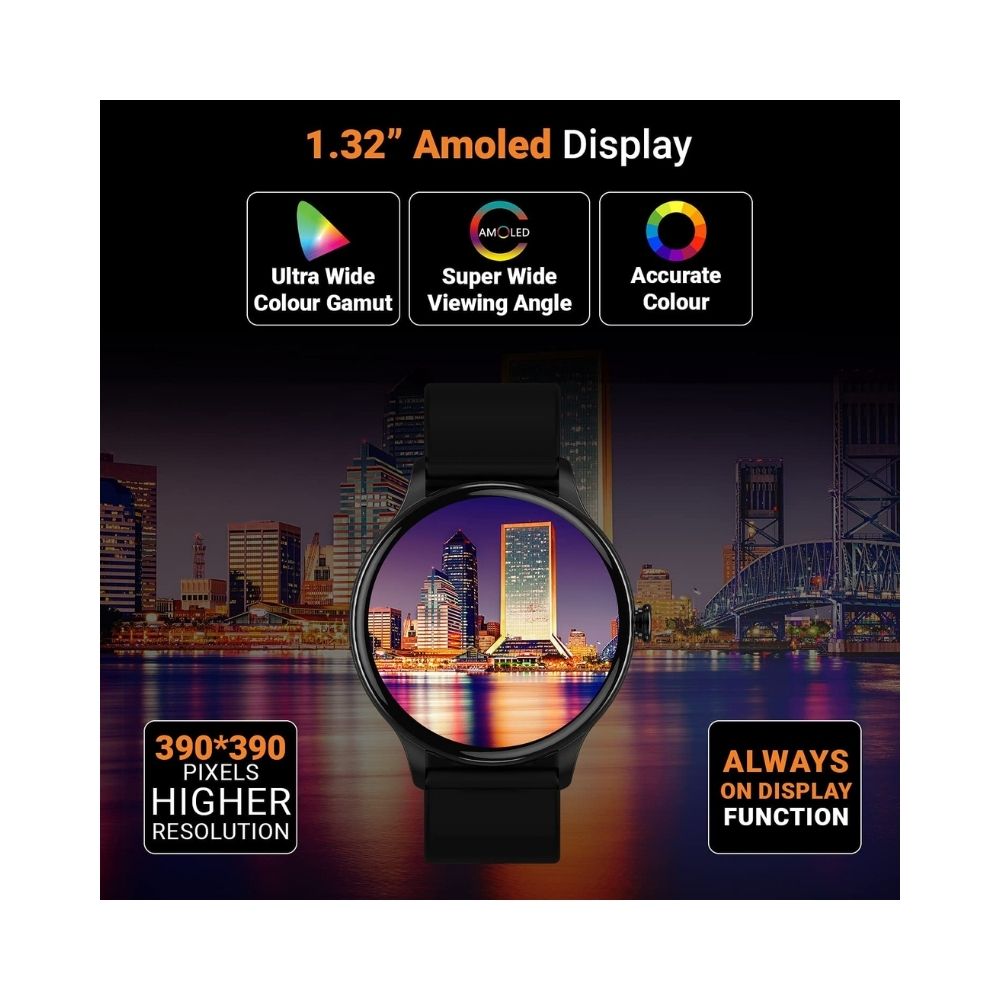 1.32” Amoled Display
AMOLED
Ultra Wide
Colour Gamut
Super Wide
Viewing Angle
Accurate
Colour
390*390
PIXELS
HIGHER
RESOLUTION
ALWAYS
ON DISPLAY
FUNCTION